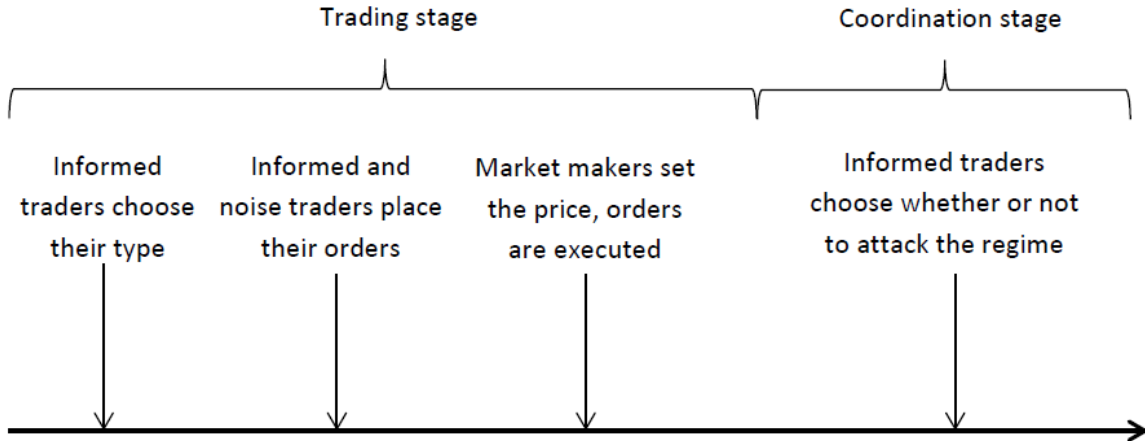 Trading stage
Coordination stage
Informed
traders choose
their type
Informed and
noise traders place
their orders
Market makers set
the price, orders
are executed
Informed traders
choose whether or not
to attack the regime